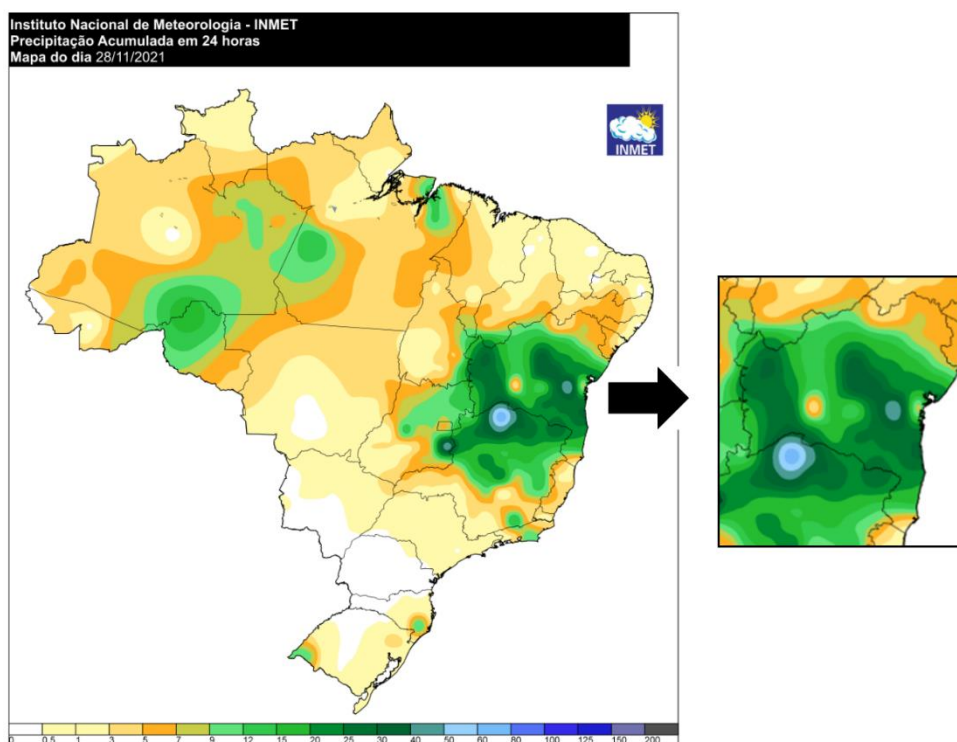 Instituto Nacional de Meteorologia - INMET
Precipitação Acumulada em 24 horas
Mapa do dia 28/11/2021
INMET
0 0.5 1 3 5 7 9 12 15 20 25 30 40 50 60 80 100 125 150 200